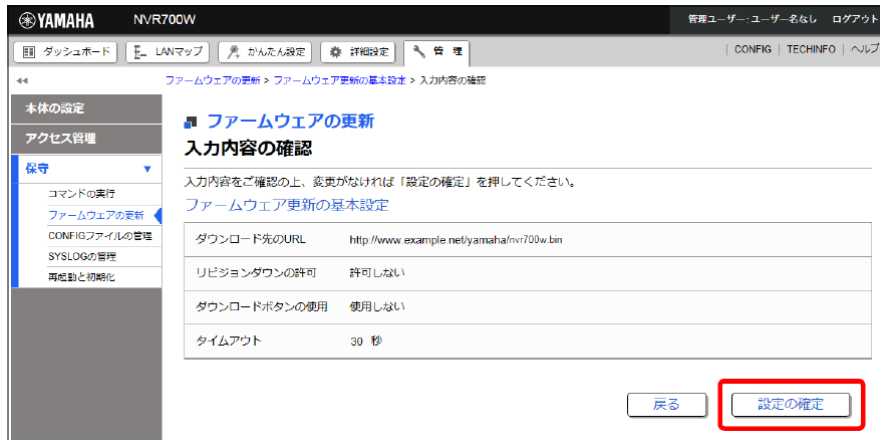 YAMAHA NVR700W 管理ユーザー:ユーザー名なし ログアウト
ダッシュボード LANマップ かんたん設定 詳細設定 管 理 | CONFIG | TECHINFO | ヘルプ
ファームウェアの更新 > ファームウェア更新の基本設定 > 入力内容の確認
本体の設定
アクセス管理
保守
コマンドの実行
ファームウェアの更新
CONFIGファイルの管理
SYSLOGの管理
再起動と初期化
ファームウェアの更新
入力内容の確認
入力内容をご確認の上、変更がなければ「設定の確定」を押してください。
ファームウェア更新の基本設定
ダウンロード先のURL http://www.example.net/yamaha/nvr700w.bin
リビジョンダウンの許可 許可しない
ダウンロードボタンの使用 使用しない
タイムアウト 30 秒
戻る 設定の確定